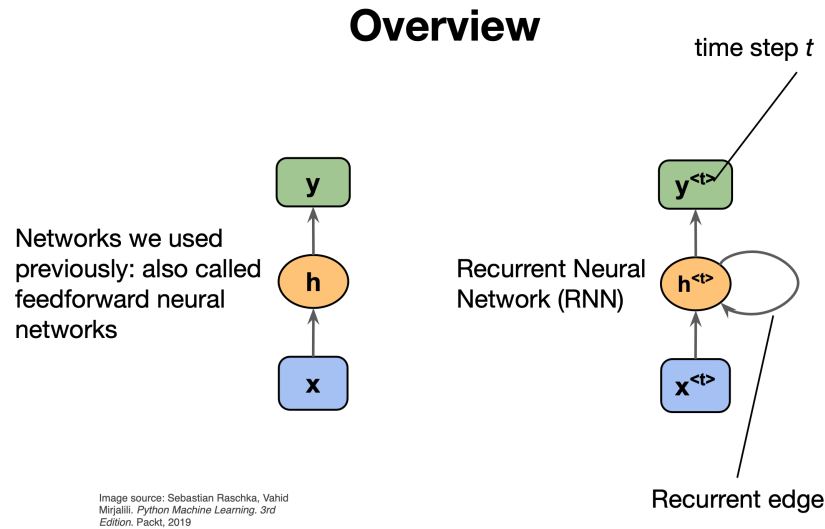 Overview
time step t
y
y<t>
Networks we used
previously: also called
feedforward neural
networks
h
Recurrent Neural
Network (RNN)
h<t>
x
x<t>
Recurrent edge
Image source: Sebastian Raschka, Vahid
Mirjalili. Python Machine Learning. 3rd
Edition. Packt, 2019